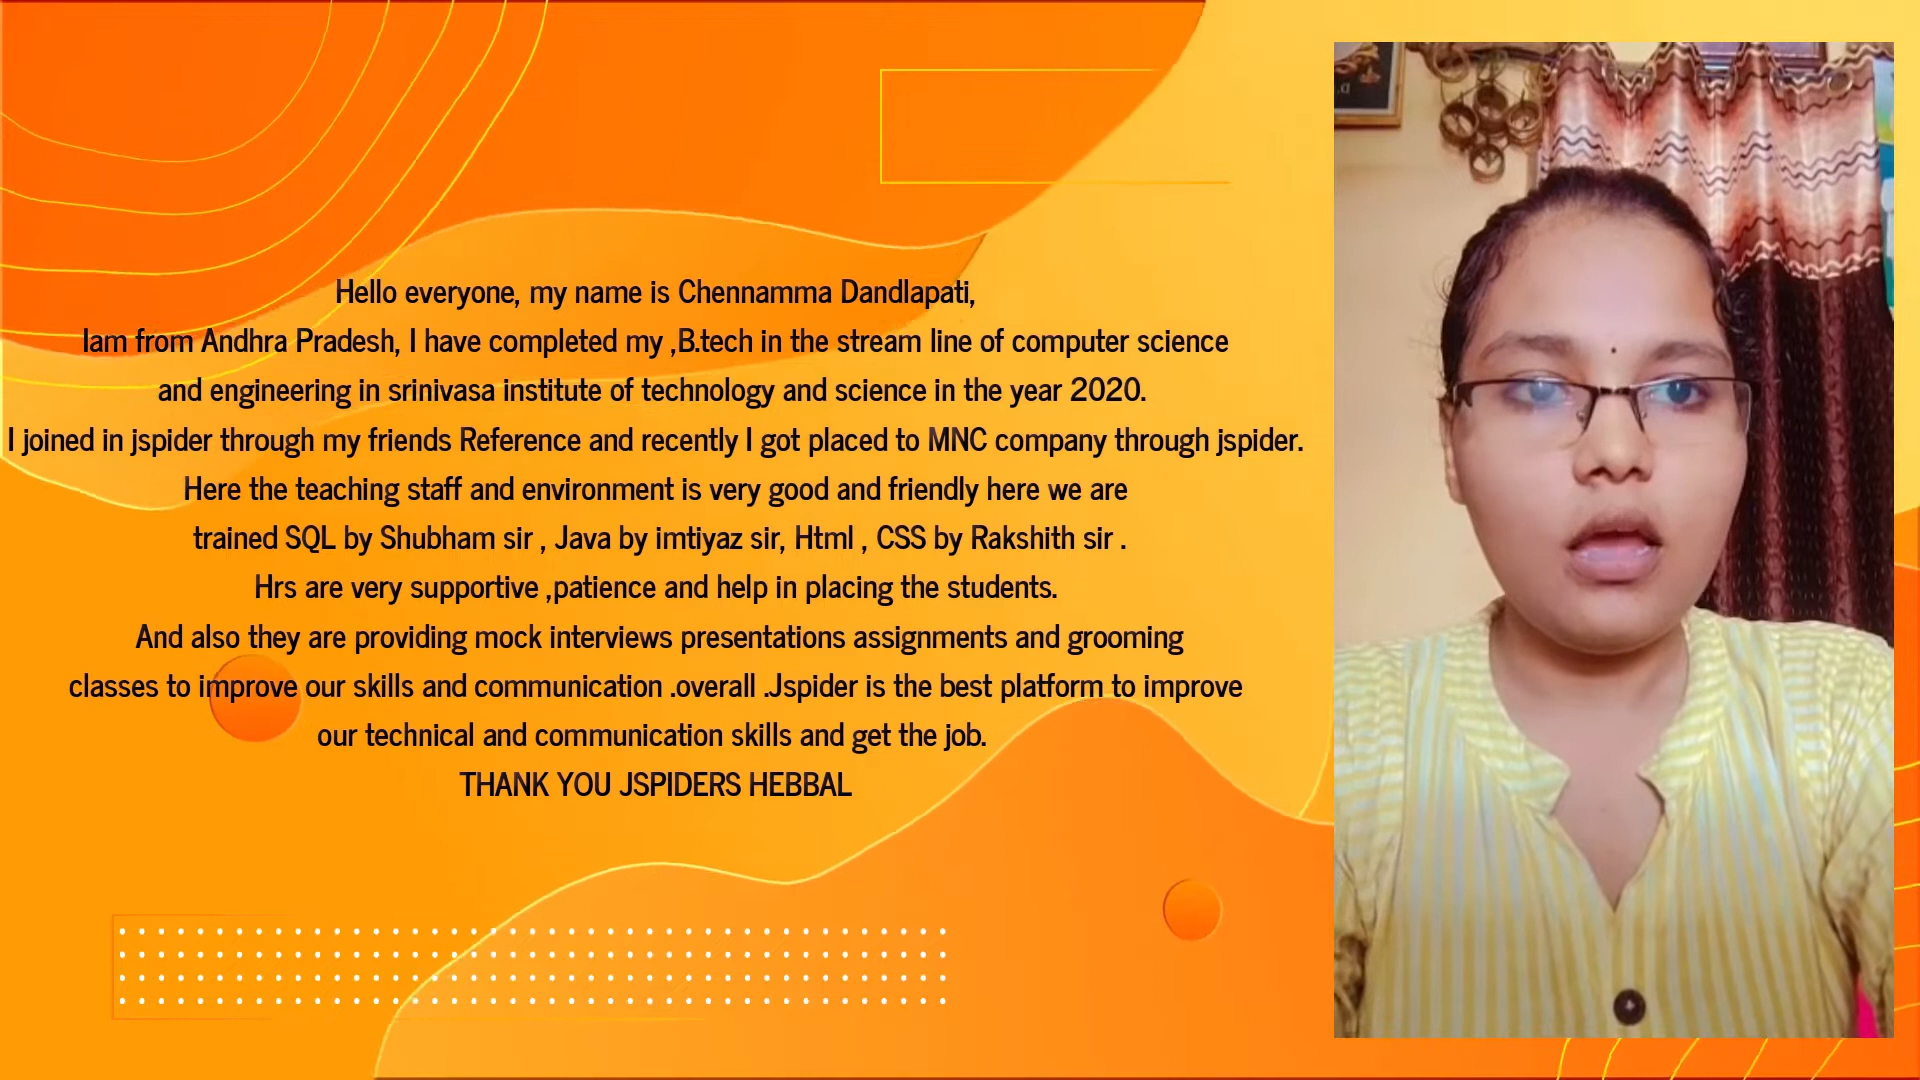 Hello everyone, my name is Chennamma Dandlapati,
Iam from Andhra Pradesh, I have completed my ,B.tech in the stream line of computer science
and engineering in srinivasa institute of technology and science in the year 2020.
I joined in jspider through my friends Reference and recently I got placed to MNC company through jspider.
Here the teaching staff and environment is very good and friendly here we are
trained SQL by Shubham sir , Java by imtiyaz sir, Html , CSS by Rakshith sir .
Hrs are very supportive ,patience and help in placing the students.
And also they are providing mock interviews presentations assignments and grooming
classes to improve our skills and communication .overall .Jspider is the best platform to improve
our technical and communication skills and get the job.
THANK YOU JSPIDERS HEBBAL